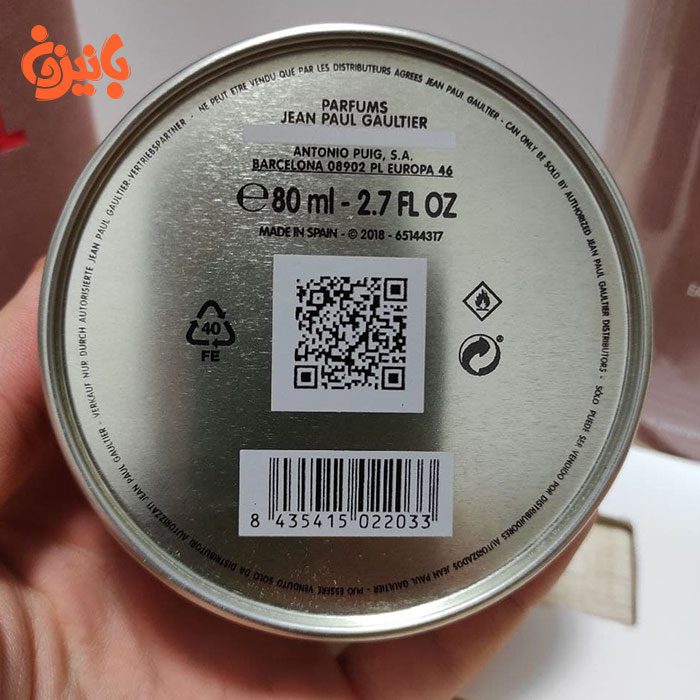 بانیزون
NE PEUT ETRE VENDU QUE PAR LES DISTRIBUTEURS AGREES JEAN PAUL GAULTIER - CAN ONLY BE SOLD BY AUTHORIZED JEAN PAUL GAULTIER DISTRIBUTORS - SÓLO PUEDE SER VENDIDO POR DISTRIBUIDORES AUTORIZADOS JEAN PAUL GAULTIER - PUO ESSERE VENDUTO SOLO DA DISTRIBUTORI AUTORIZZATI JEAN PAUL GAULTIER - VERKAUF NUR DURCH AUTORISIERTE JEAN PAUL GAULTIER-VERTRIEBSPARTNER -
PARFUMS
JEAN PAUL GAULTIER
ANTONIO PUIG, S.A.
BARCELONA 08902 PL EUROPA 46
℮ 80 ml - 2.7 FL OZ
MADE IN SPAIN - © 2018 - 65144317
40
FE
8 435415 022033